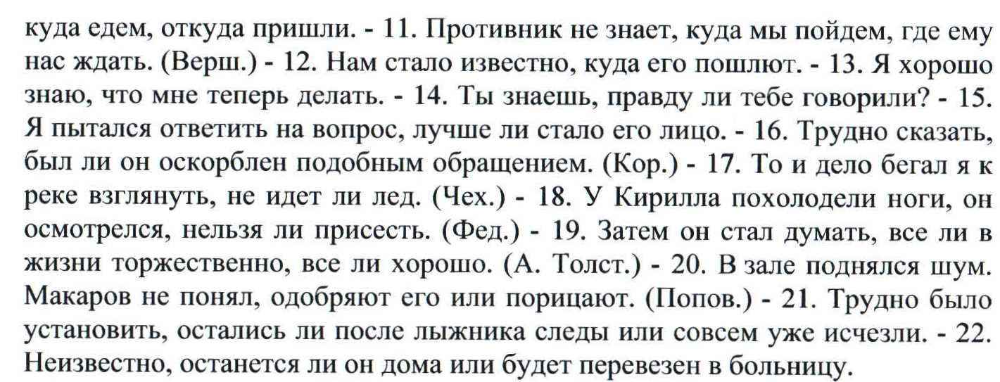 куда едем, откуда пришли. - 11. Противник не знает, куда мы пойдем, где ему
нас ждать. (Верш.) - 12. Нам стало известно, куда его пошлют. - 13. Я хорошо
знаю, что мне теперь делать. - 14. Ты знаешь, правду ли тебе говорили? - 15.
Я пытался ответить на вопрос, лучше ли стало его лицо. - 16. Трудно сказать,
был ли он оскорблен подобным обращением. (Кор.) - 17. То и дело бегал я к
реке взглянуть, не идет ли лед. (Чех.) - 18. У Кирилла похолодели ноги, он
осмотрелся, нельзя ли присесть. (Фед.) - 19. Затем он стал думать, все ли в
жизни торжественно, все ли хорошо. (А. Толст.) - 20. В зале поднялся шум.
Макаров не понял, одобряют его или порицают. (Попов.) - 21. Трудно было
установить, остались ли после лыжника следы или совсем уже исчезли. - 22.
Неизвестно, останется ли он дома или будет перевезен в больницу.